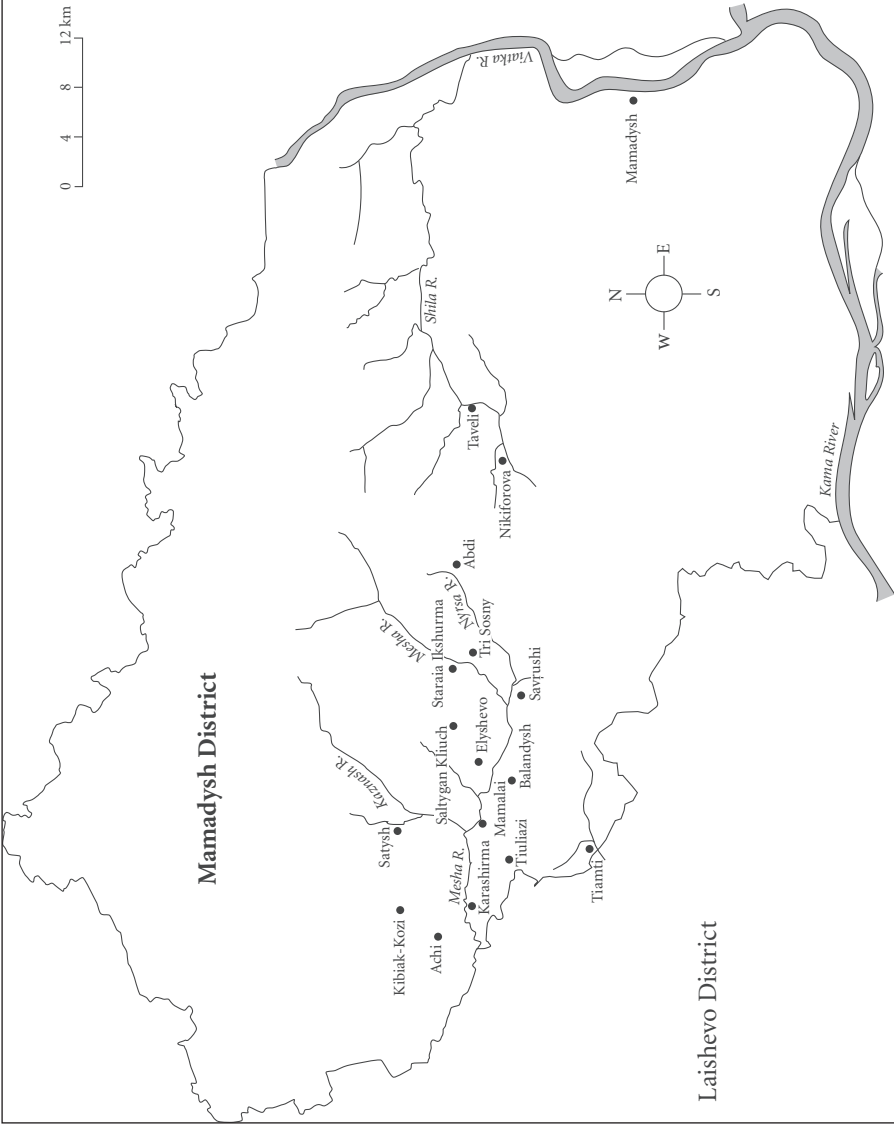 0 4 8 12 km
Viatka R.
Mamadysh
Shila R.
N
W E
S
Taveli
Nikiforova
Kama River
Abdi
Nyrsa R.
Mesha R.
Staraia Ikshurma
Tri Sosny
Savrushi
Mamadysh District
Kaznash R.
Saltygan Kliuch
Elyshevo
Balandysh
Satysh
Mamalai
Tiuliazi
Mesha R.
Karashirma
Tiamti
Kibiak-Kozi
Achi
Laishevo District